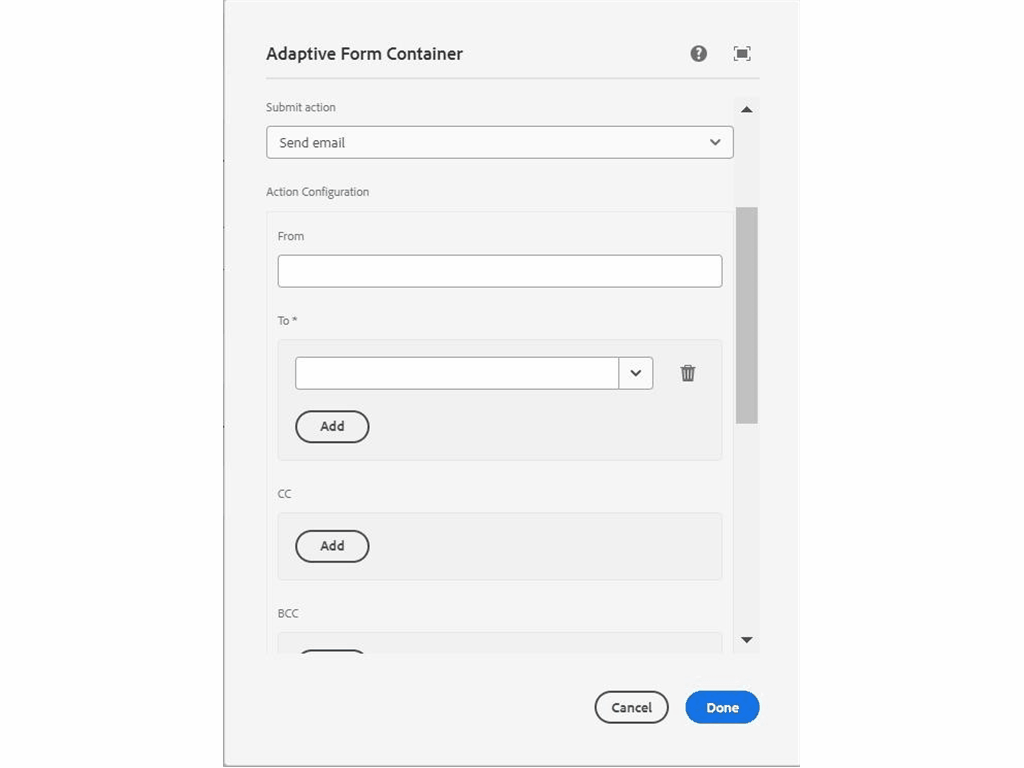 Adaptive Form Container
Submit action
Send email
Action Configuration
From
To *
Add
CC
Add
BCC
Cancel
Done